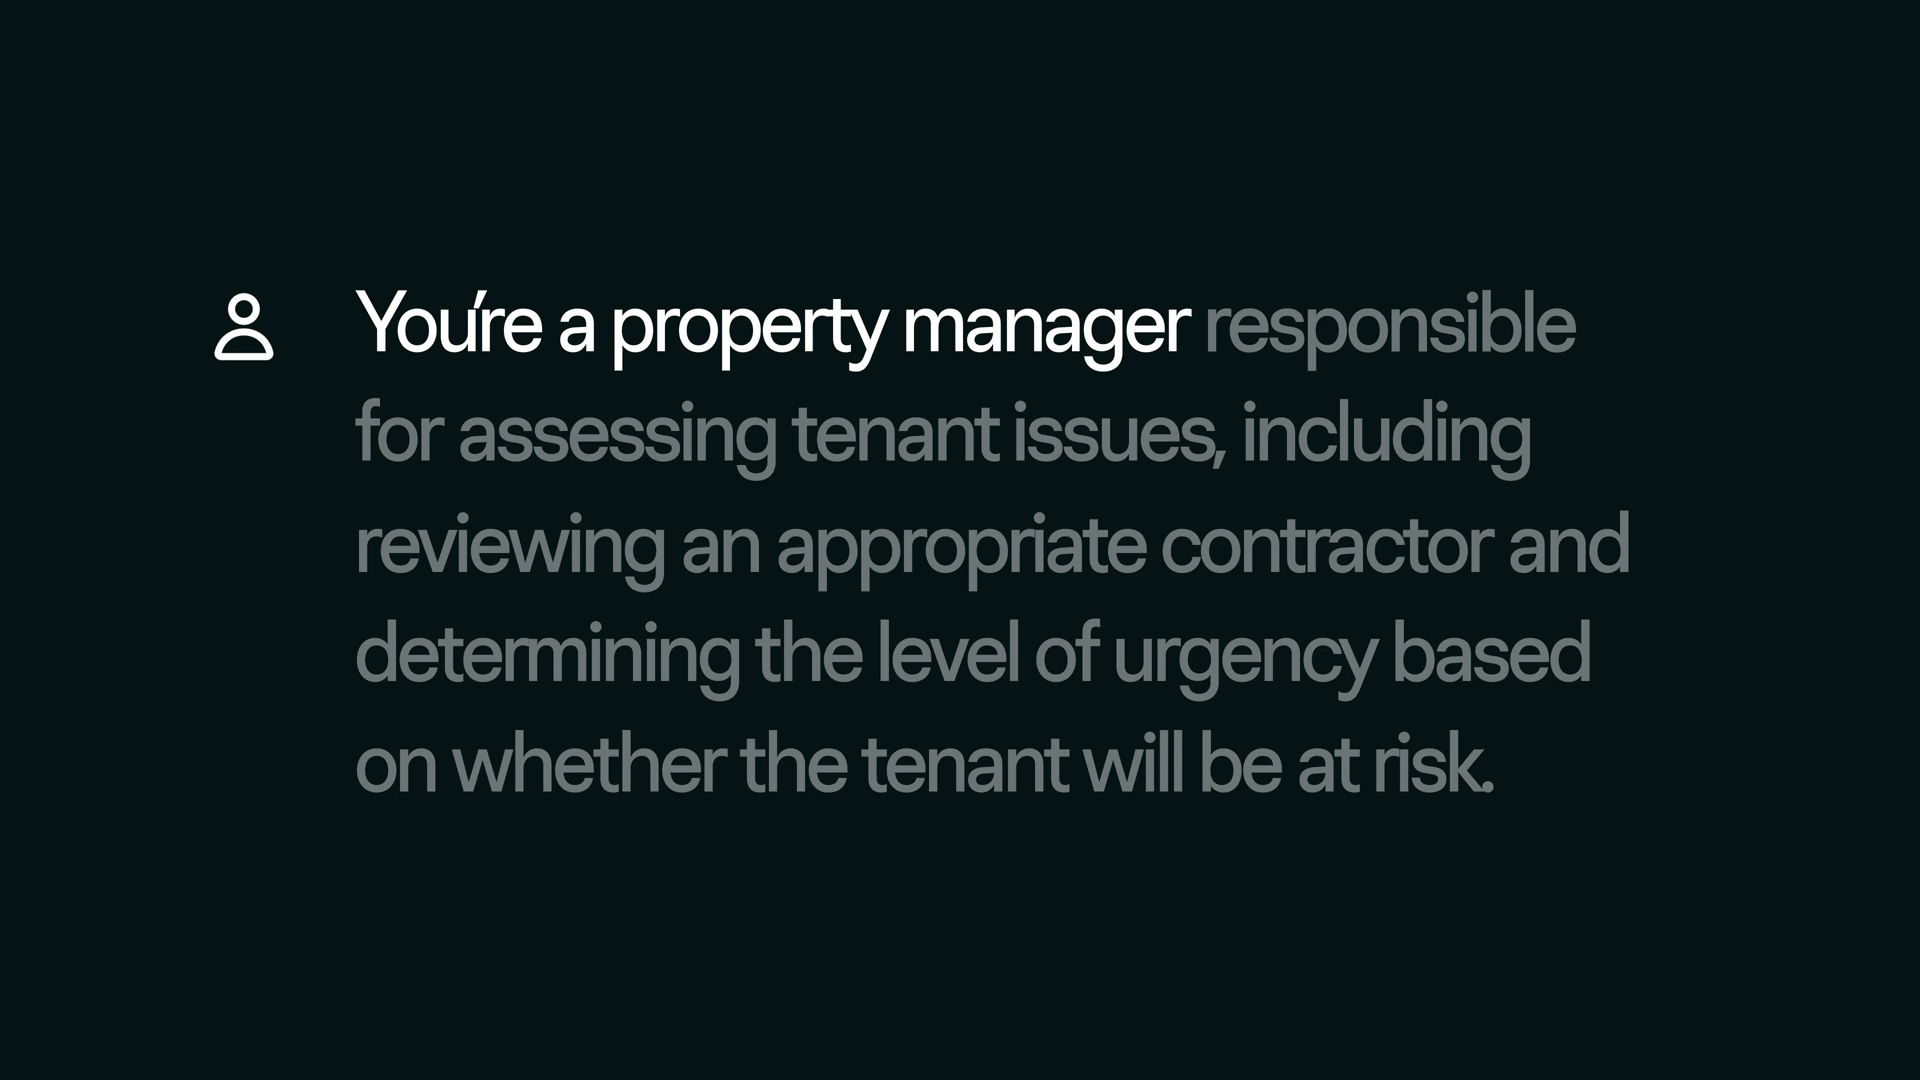 You're a property manager responsible
for assessing tenant issues, including
reviewing an appropriate contractor and
determining the level of urgency based
on whether the tenant will be at risk.